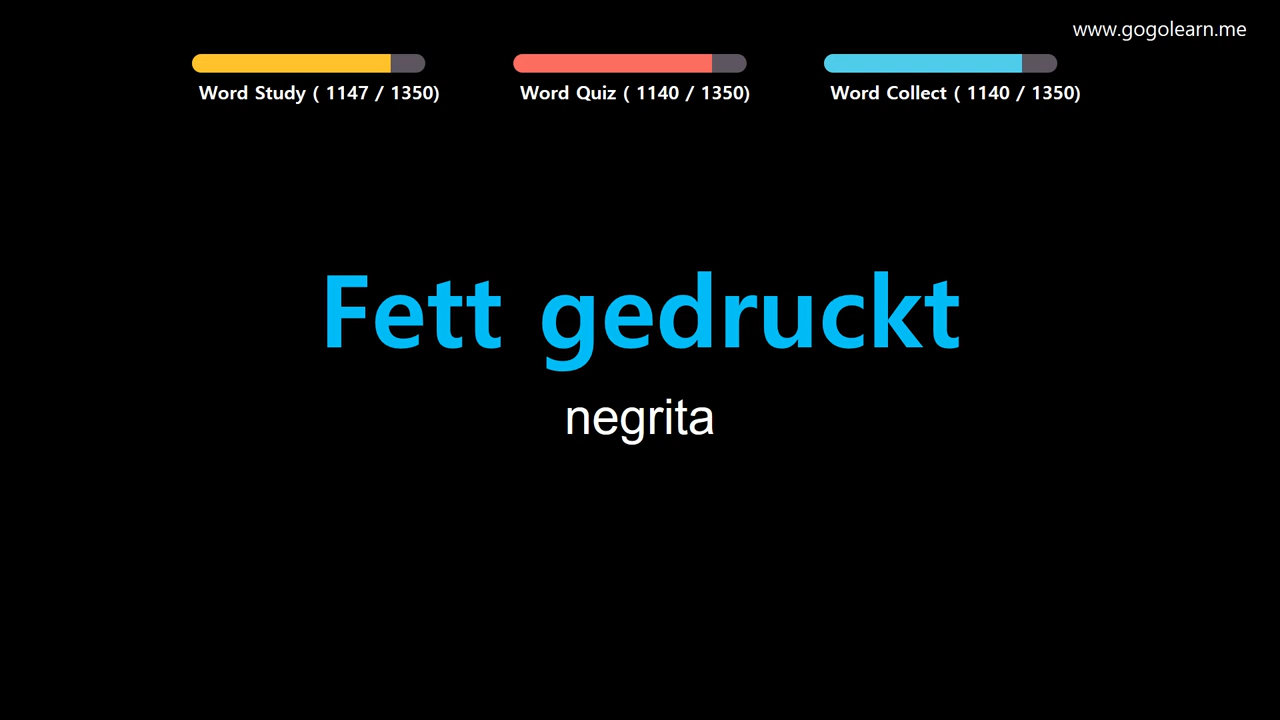 www.gogolearn.me
Word Study ( 1147 / 1350)
Word Quiz ( 1140 / 1350)
Word Collect ( 1140 / 1350)
Fett gedruckt
negrita